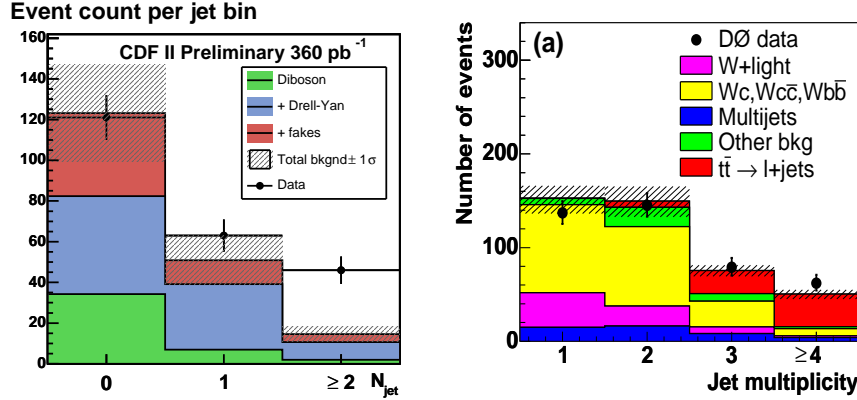 Event count per jet bin
CDF II Preliminary 360 pb⁻¹
160
140
120
100
80
60
40
20
0
Diboson
+ Drell-Yan
+ fakes
Total bkgnd ± 1 σ
Data
0
1
≥ 2
N_jet
(a)
Number of events
300
200
100
0
DØ data
W+light
Wc,Wcc̄,Wbb̄
Multijets
Other bkg
tt̄ → l+jets
1
2
3
≥4
Jet multiplicity